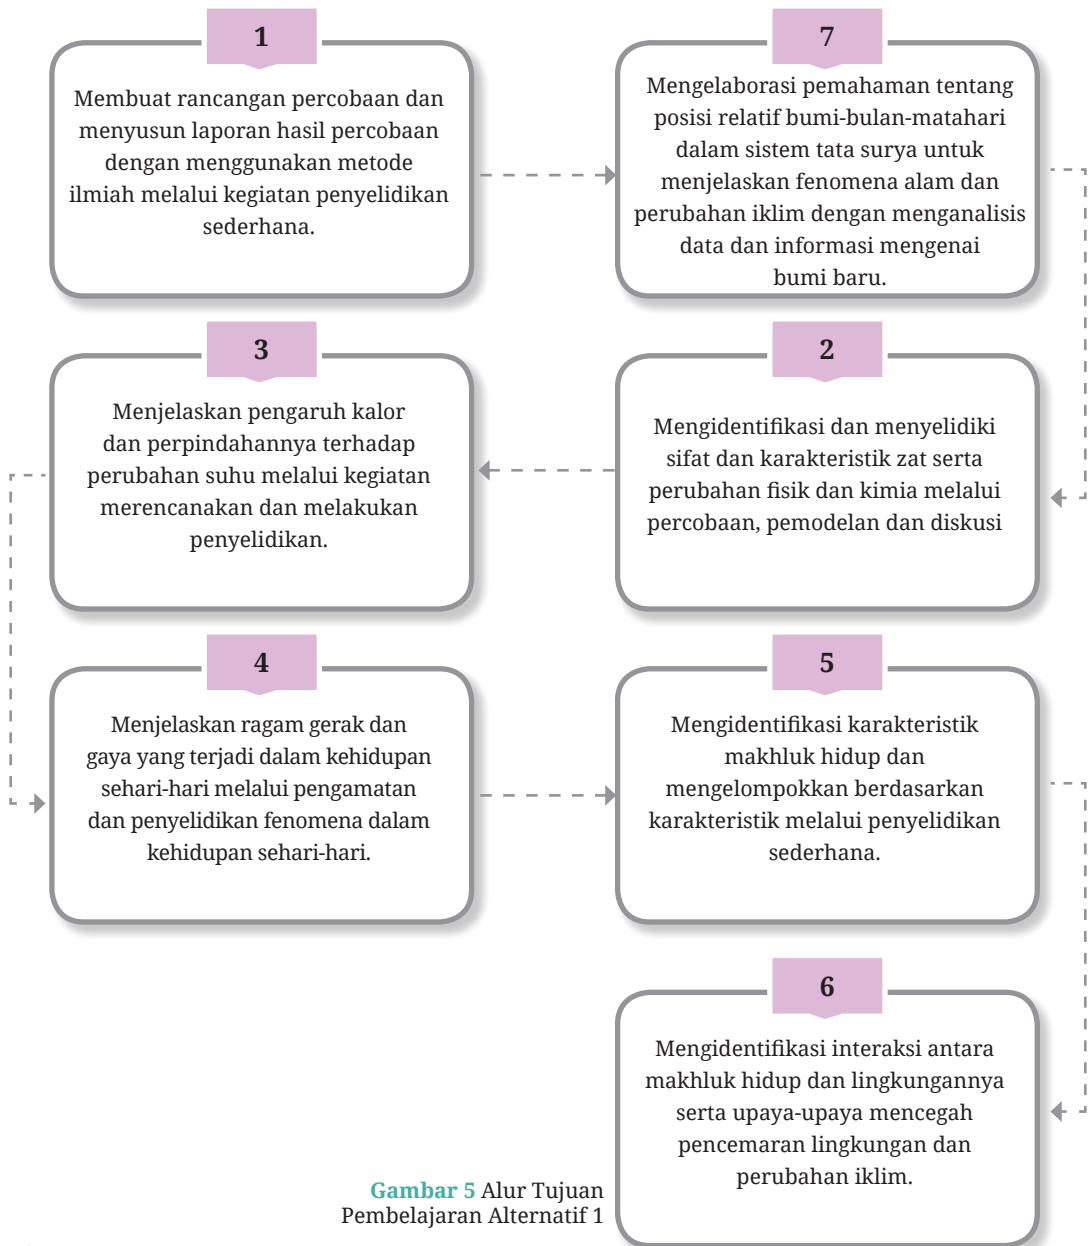 1
Membuat rancangan percobaan dan
menyusun laporan hasil percobaan
dengan menggunakan metode
ilmiah melalui kegiatan penyelidikan
sederhana.
7
Mengelaborasi pemahaman tentang
posisi relatif bumi-bulan-matahari
dalam sistem tata surya untuk
menjelaskan fenomena alam dan
perubahan iklim dengan menganalisis
data dan informasi mengenai
bumi baru.
3
Menjelaskan pengaruh kalor
dan perpindahannya terhadap
perubahan suhu melalui kegiatan
merencanakan dan melakukan
penyelidikan.
2
Mengidentifikasi dan menyelidiki
sifat dan karakteristik zat serta
perubahan fisik dan kimia melalui
percobaan, pemodelan dan diskusi
4
Menjelaskan ragam gerak dan
gaya yang terjadi dalam kehidupan
sehari-hari melalui pengamatan
dan penyelidikan fenomena dalam
kehidupan sehari-hari.
5
Mengidentifikasi karakteristik
makhluk hidup dan
mengelompokkan berdasarkan
karakteristik melalui penyelidikan
sederhana.
6
Mengidentifikasi interaksi antara
makhluk hidup dan lingkungannya
serta upaya-upaya mencegah
pencemaran lingkungan dan
perubahan iklim.
Gambar 5 Alur Tujuan
Pembelajaran Alternatif 1